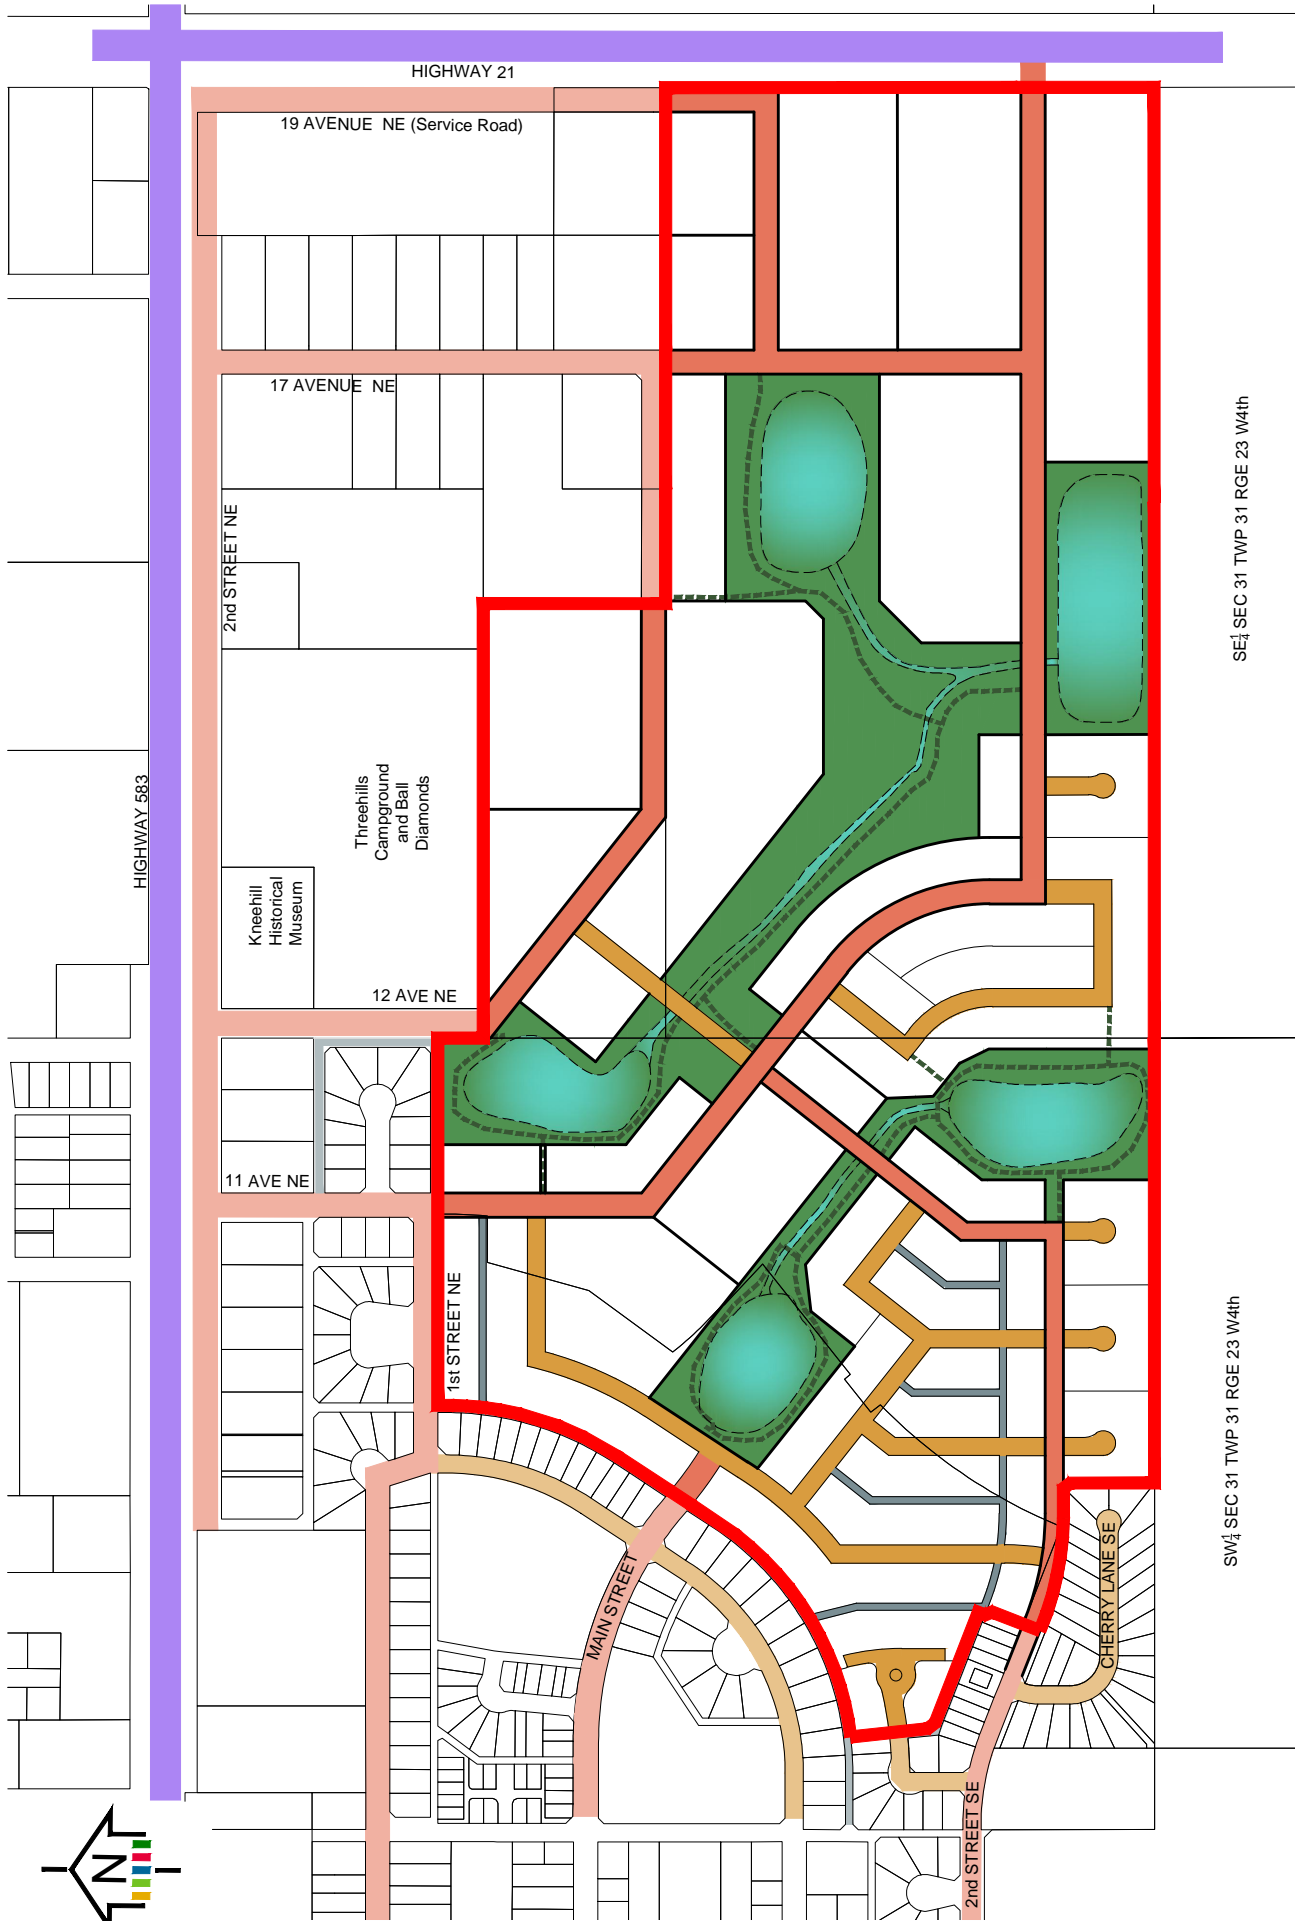 HIGHWAY 21
19 AVENUE NE (Service Road)
17 AVENUE NE
2nd STREET NE
SE¼ SEC 31 TWP 31 RGE 23 W4th
HIGHWAY 583
Threehills
Campground
and Ball
Diamonds
Kneehill
Historical
Museum
12 AVE NE
11 AVE NE
1st STREET NE
SW¼ SEC 31 TWP 31 RGE 23 W4th
MAIN STREET
CHERRY LANE SE
2nd STREET SE
N